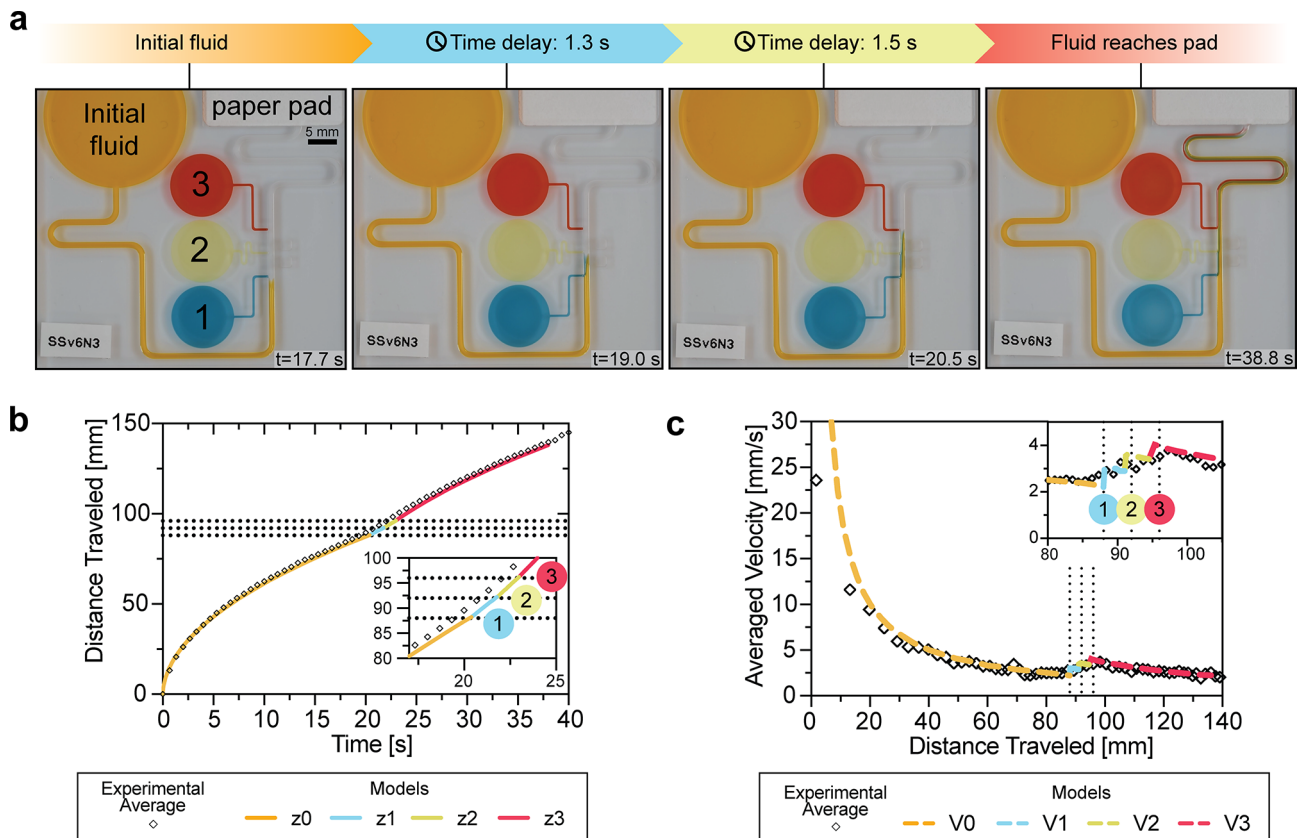 a
Initial fluid
Time delay: 1.3 s
Time delay: 1.5 s
Fluid reaches pad
Initial
fluid
paper pad
5 mm
3
2
1
SSv6N3
t=17.7 s
SSv6N3
t=19.0 s
SSv6N3
t=20.5 s
SSv6N3
t=38.8 s
b
Distance Traveled [mm]
150
100
50
0
0 5 10 15 20 25 30 35 40
Time [s]
100
95
90
85
80
20 25
1
2
3
Experimental
Average
Models
z0 z1 z2 z3
c
Averaged Velocity [mm/s]
30
25
20
15
10
5
0
0 20 40 60 80 100 120 140
Distance Traveled [mm]
4
2
0
80 90 100
1 2 3
Experimental
Average
Models
V0 V1 V2 V3